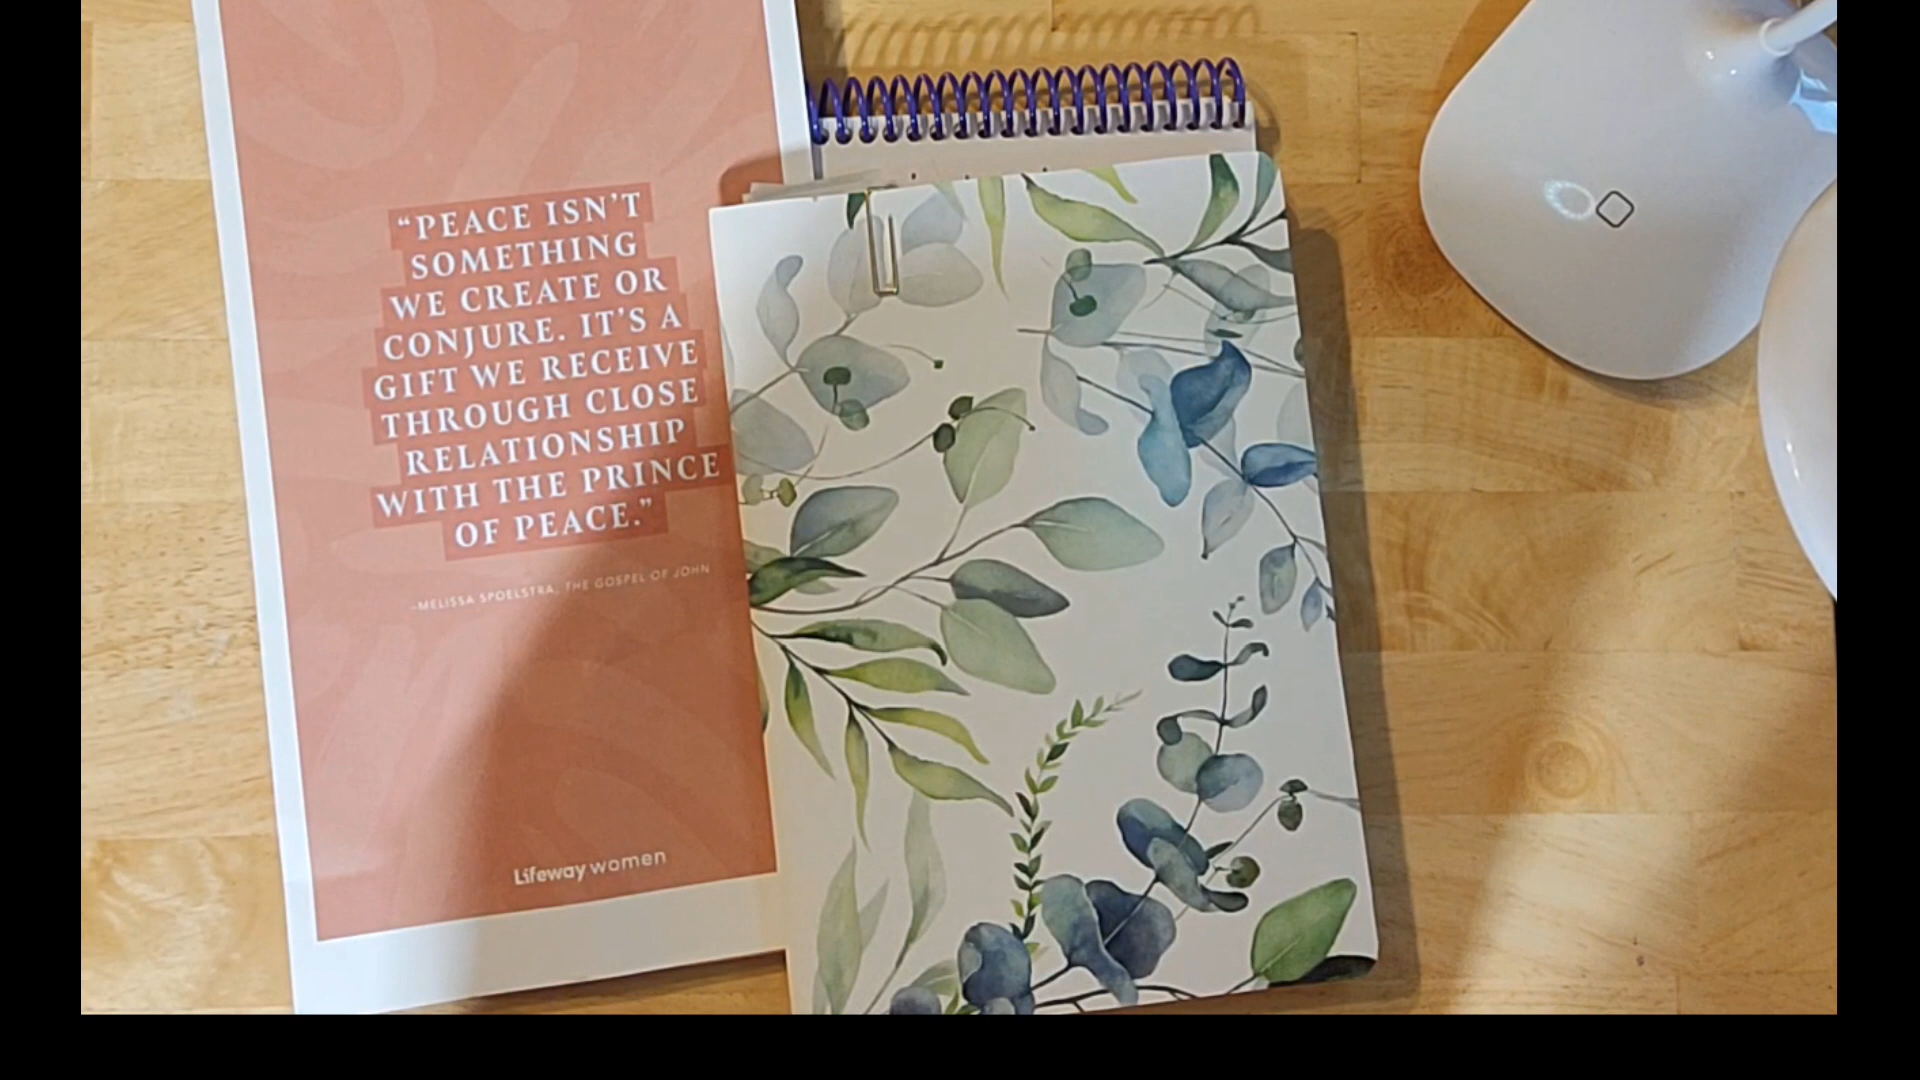 “PEACE ISN’T
SOMETHING
WE CREATE OR
CONJURE. IT’S A
GIFT WE RECEIVE
THROUGH CLOSE
RELATIONSHIP
WITH THE PRINCE
OF PEACE.”
–MELISSA SPOELSTRA, THE GOSPEL OF JOHN
Lifeway women